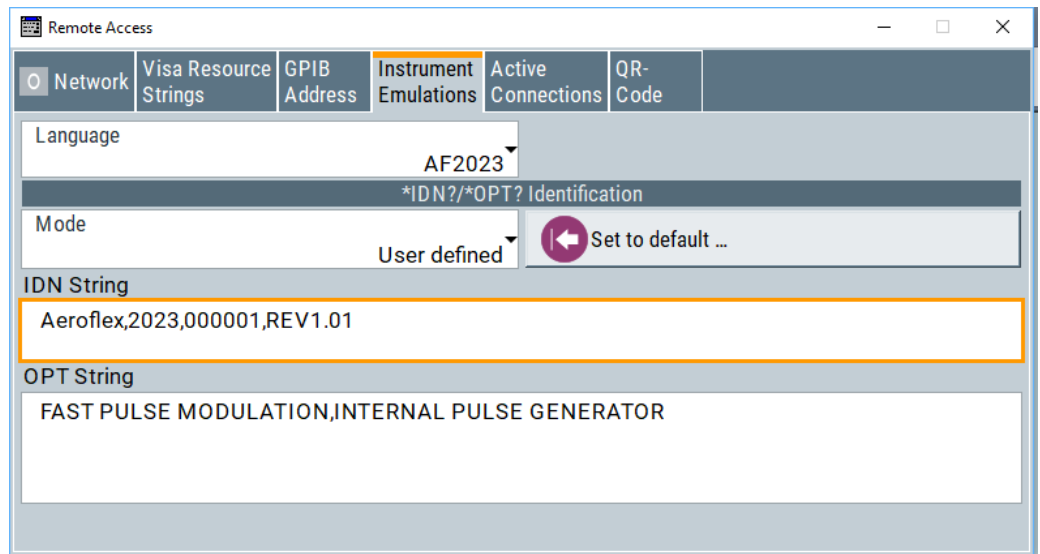 Remote Access
O Network
Visa Resource
Strings
GPIB
Address
Instrument
Emulations
Active
Connections
QR-
Code
Language
AF2023
*IDN?/*OPT? Identification
Mode
User defined
Set to default ...
IDN String
Aeroflex,2023,000001,REV1.01
OPT String
FAST PULSE MODULATION,INTERNAL PULSE GENERATOR